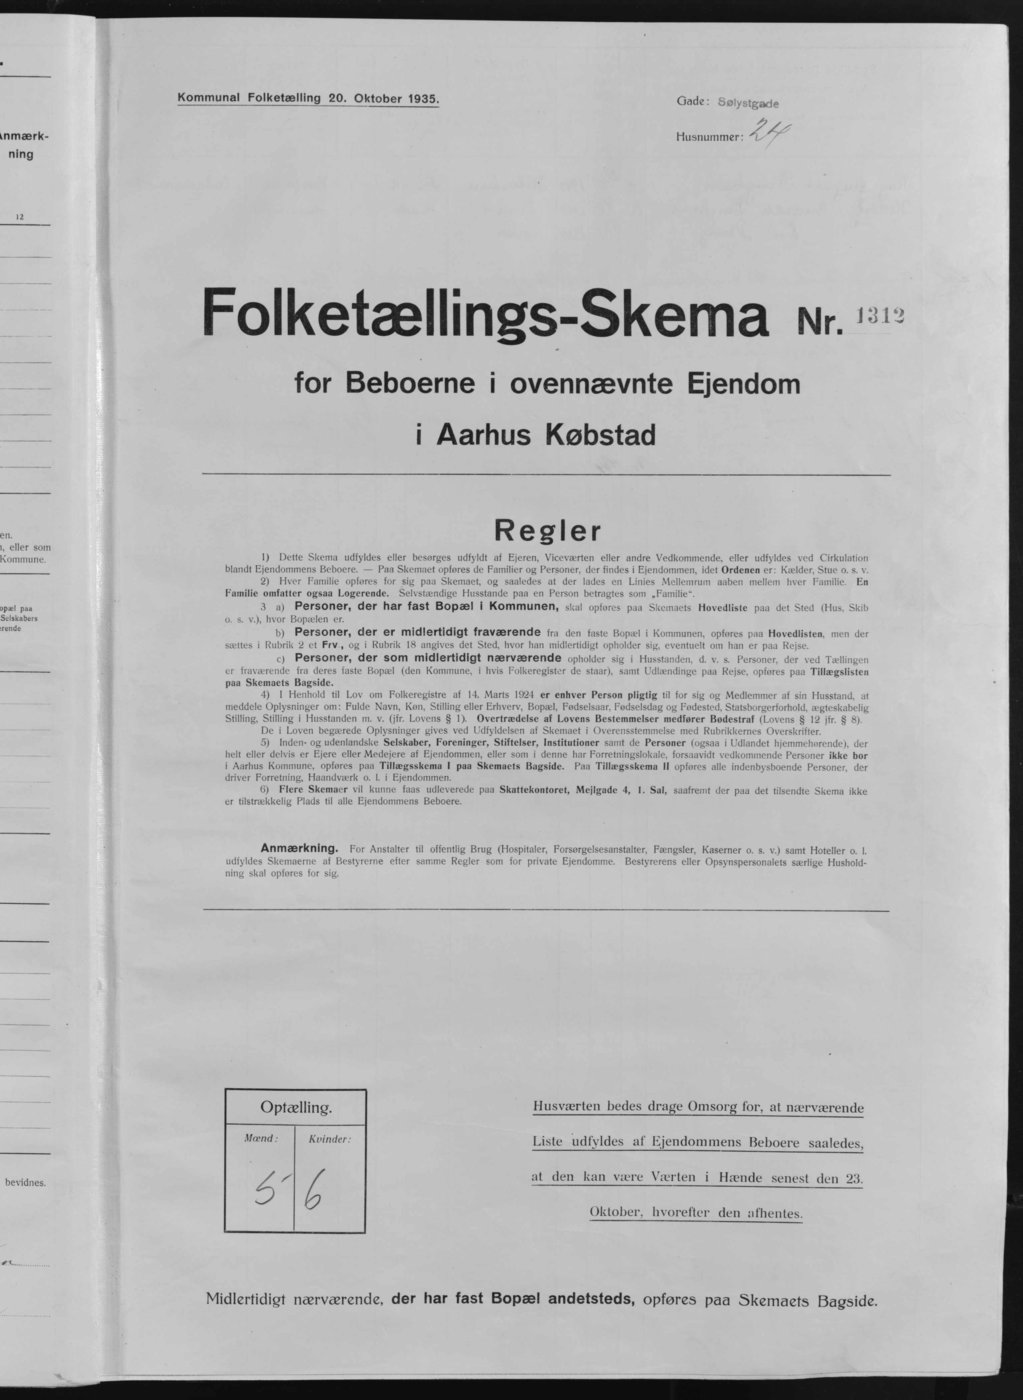 Anmærk-
ning
12
en.
, eller som
Kommune.
opæl paa
Selskabers
erende
bevidnes.
Kommunal Folketælling 20. Oktober 1935.
Gade: Sølystgade
Husnummer: 24
Folketællings-Skema Nr. 1312
for Beboerne i ovennævnte Ejendom
i Aarhus Købstad
Regler
1) Dette Skema udfyldes eller besørges udfyldt af Ejeren, Viceværten eller andre Vedkommende, eller udfyldes ved Cirkulation
blandt Ejendommens Beboere. — Paa Skemaet opføres de Familier og Personer, der findes i Ejendommen, idet Ordenen er: Kælder, Stue o. s. v.
2) Hver Familie opføres for sig paa Skemaet, og saaledes at der lades en Linies Mellemrum aaben mellem hver Familie. En
Familie omfatter ogsaa Logerende. Selvstændige Husstande paa en Person betragtes som „Familie".
3 a) Personer, der har fast Bopæl i Kommunen, skal opføres paa Skemaets Hovedliste paa det Sted (Hus, Skib
o. s. v.), hvor Bopælen er.
b) Personer, der er midlertidigt fraværende fra den faste Bopæl i Kommunen, opføres paa Hovedlisten, men der
sættes i Rubrik 2 et Frv., og i Rubrik 18 angives det Sted, hvor han midlertidigt opholder sig, eventuelt om han er paa Rejse.
c) Personer, der som midlertidigt nærværende opholder sig i Husstanden, d. v. s. Personer, der ved Tællingen
er fraværende fra deres faste Bopæl (den Kommune, i hvis Folkeregister de staar), samt Udlændinge paa Rejse, opføres paa Tillægslisten
paa Skemaets Bagside.
4) I Henhold til Lov om Folkeregistre af 14. Marts 1924 er enhver Person pligtig til for sig og Medlemmer af sin Husstand, at
meddele Oplysninger om: Fulde Navn, Køn, Stilling eller Erhverv, Bopæl, Fødselsaar, Fødselsdag og Fødested, Statsborgerforhold, ægteskabelig
Stilling, Stilling i Husstanden m. v. (jfr. Lovens § 1). Overtrædelse af Lovens Bestemmelser medfører Bødestraf (Lovens § 12 jfr. § 8).
De i Loven begærede Oplysninger gives ved Udfyldelsen af Skemaet i Overensstemmelse med Rubrikkernes Overskrifter.
5) Inden- og udenlandske Selskaber, Foreninger, Stiftelser, Institutioner samt de Personer (ogsaa i Udlandet hjemmehørende), der
helt eller delvis er Ejere eller Medejere af Ejendommen, eller som i denne har Forretningslokale, forsaavidt vedkommende Personer ikke bor
i Aarhus Kommune, opføres paa Tillægsskema I paa Skemaets Bagside. Paa Tillægsskema II opføres alle indenbysboende Personer, der
driver Forretning, Haandværk o. l. i Ejendommen.
6) Flere Skemaer vil kunne faas udleverede paa Skattekontoret, Mejlgade 4, 1. Sal, saafremt der paa det tilsendte Skema ikke
er tilstrækkelig Plads til alle Ejendommens Beboere.
Anmærkning. For Anstalter til offentlig Brug (Hospitaler, Forsørgelsesanstalter, Fængsler, Kaserner o. s. v.) samt Hoteller o. l.
udfyldes Skemaerne af Bestyrerne efter samme Regler som for private Ejendomme. Bestyrerens eller Opsynspersonalets særlige Hushold-
ning skal opføres for sig.
Optælling.
Mænd: Kvinder:
5 6
Husværten bedes drage Omsorg for, at nærværende
Liste udfyldes af Ejendommens Beboere saaledes,
at den kan være Værten i Hænde senest den 23.
Oktober, hvorefter den afhentes.
Midlertidigt nærværende, der har fast Bopæl andetsteds, opføres paa Skemaets Bagside.